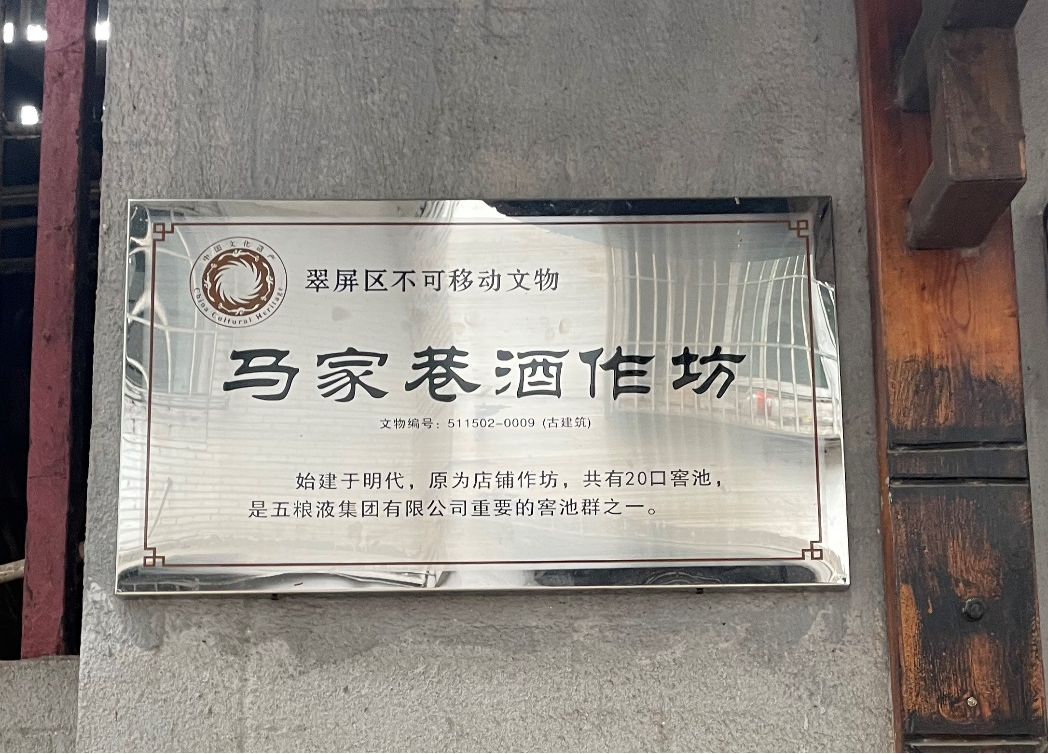 中国文化遗产
China Cultural Heritage
翠屏区不可移动文物
马家巷酒作坊
文物编号：511502-0009 (古建筑)
始建于明代，原为店铺作坊，共有20口窖池，
是五粮液集团有限公司重要的窖池群之一。